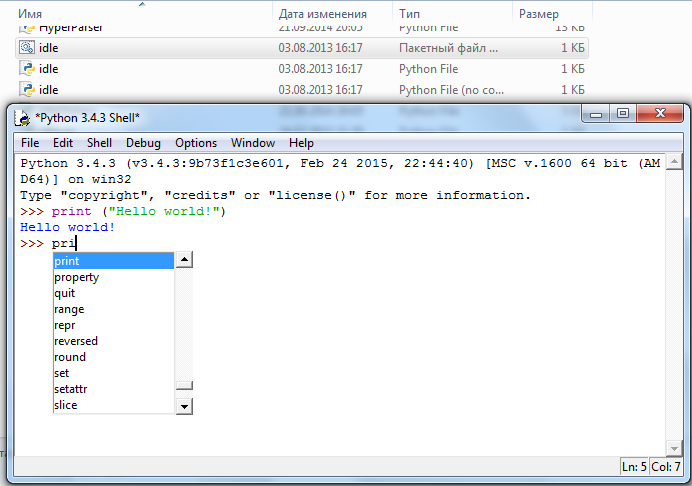 Имя Дата изменения Тип Размер
HyperParser 21.09.2014 20:05 Python File 13 КБ
idle 03.08.2013 16:17 Пакетный файл ... 1 КБ
idle 03.08.2013 16:17 Python File 1 КБ
idle 03.08.2013 16:17 Python File (no co... 1 КБ
*Python 3.4.3 Shell*
File Edit Shell Debug Options Window Help
Python 3.4.3 (v3.4.3:9b73f1c3e601, Feb 24 2015, 22:44:40) [MSC v.1600 64 bit (AM
D64)] on win32
Type "copyright", "credits" or "license()" for more information.
>>> print ("Hello world!")
Hello world!
>>> pri
print
property
quit
range
repr
reversed
round
set
setattr
slice
Ln: 5 Col: 7